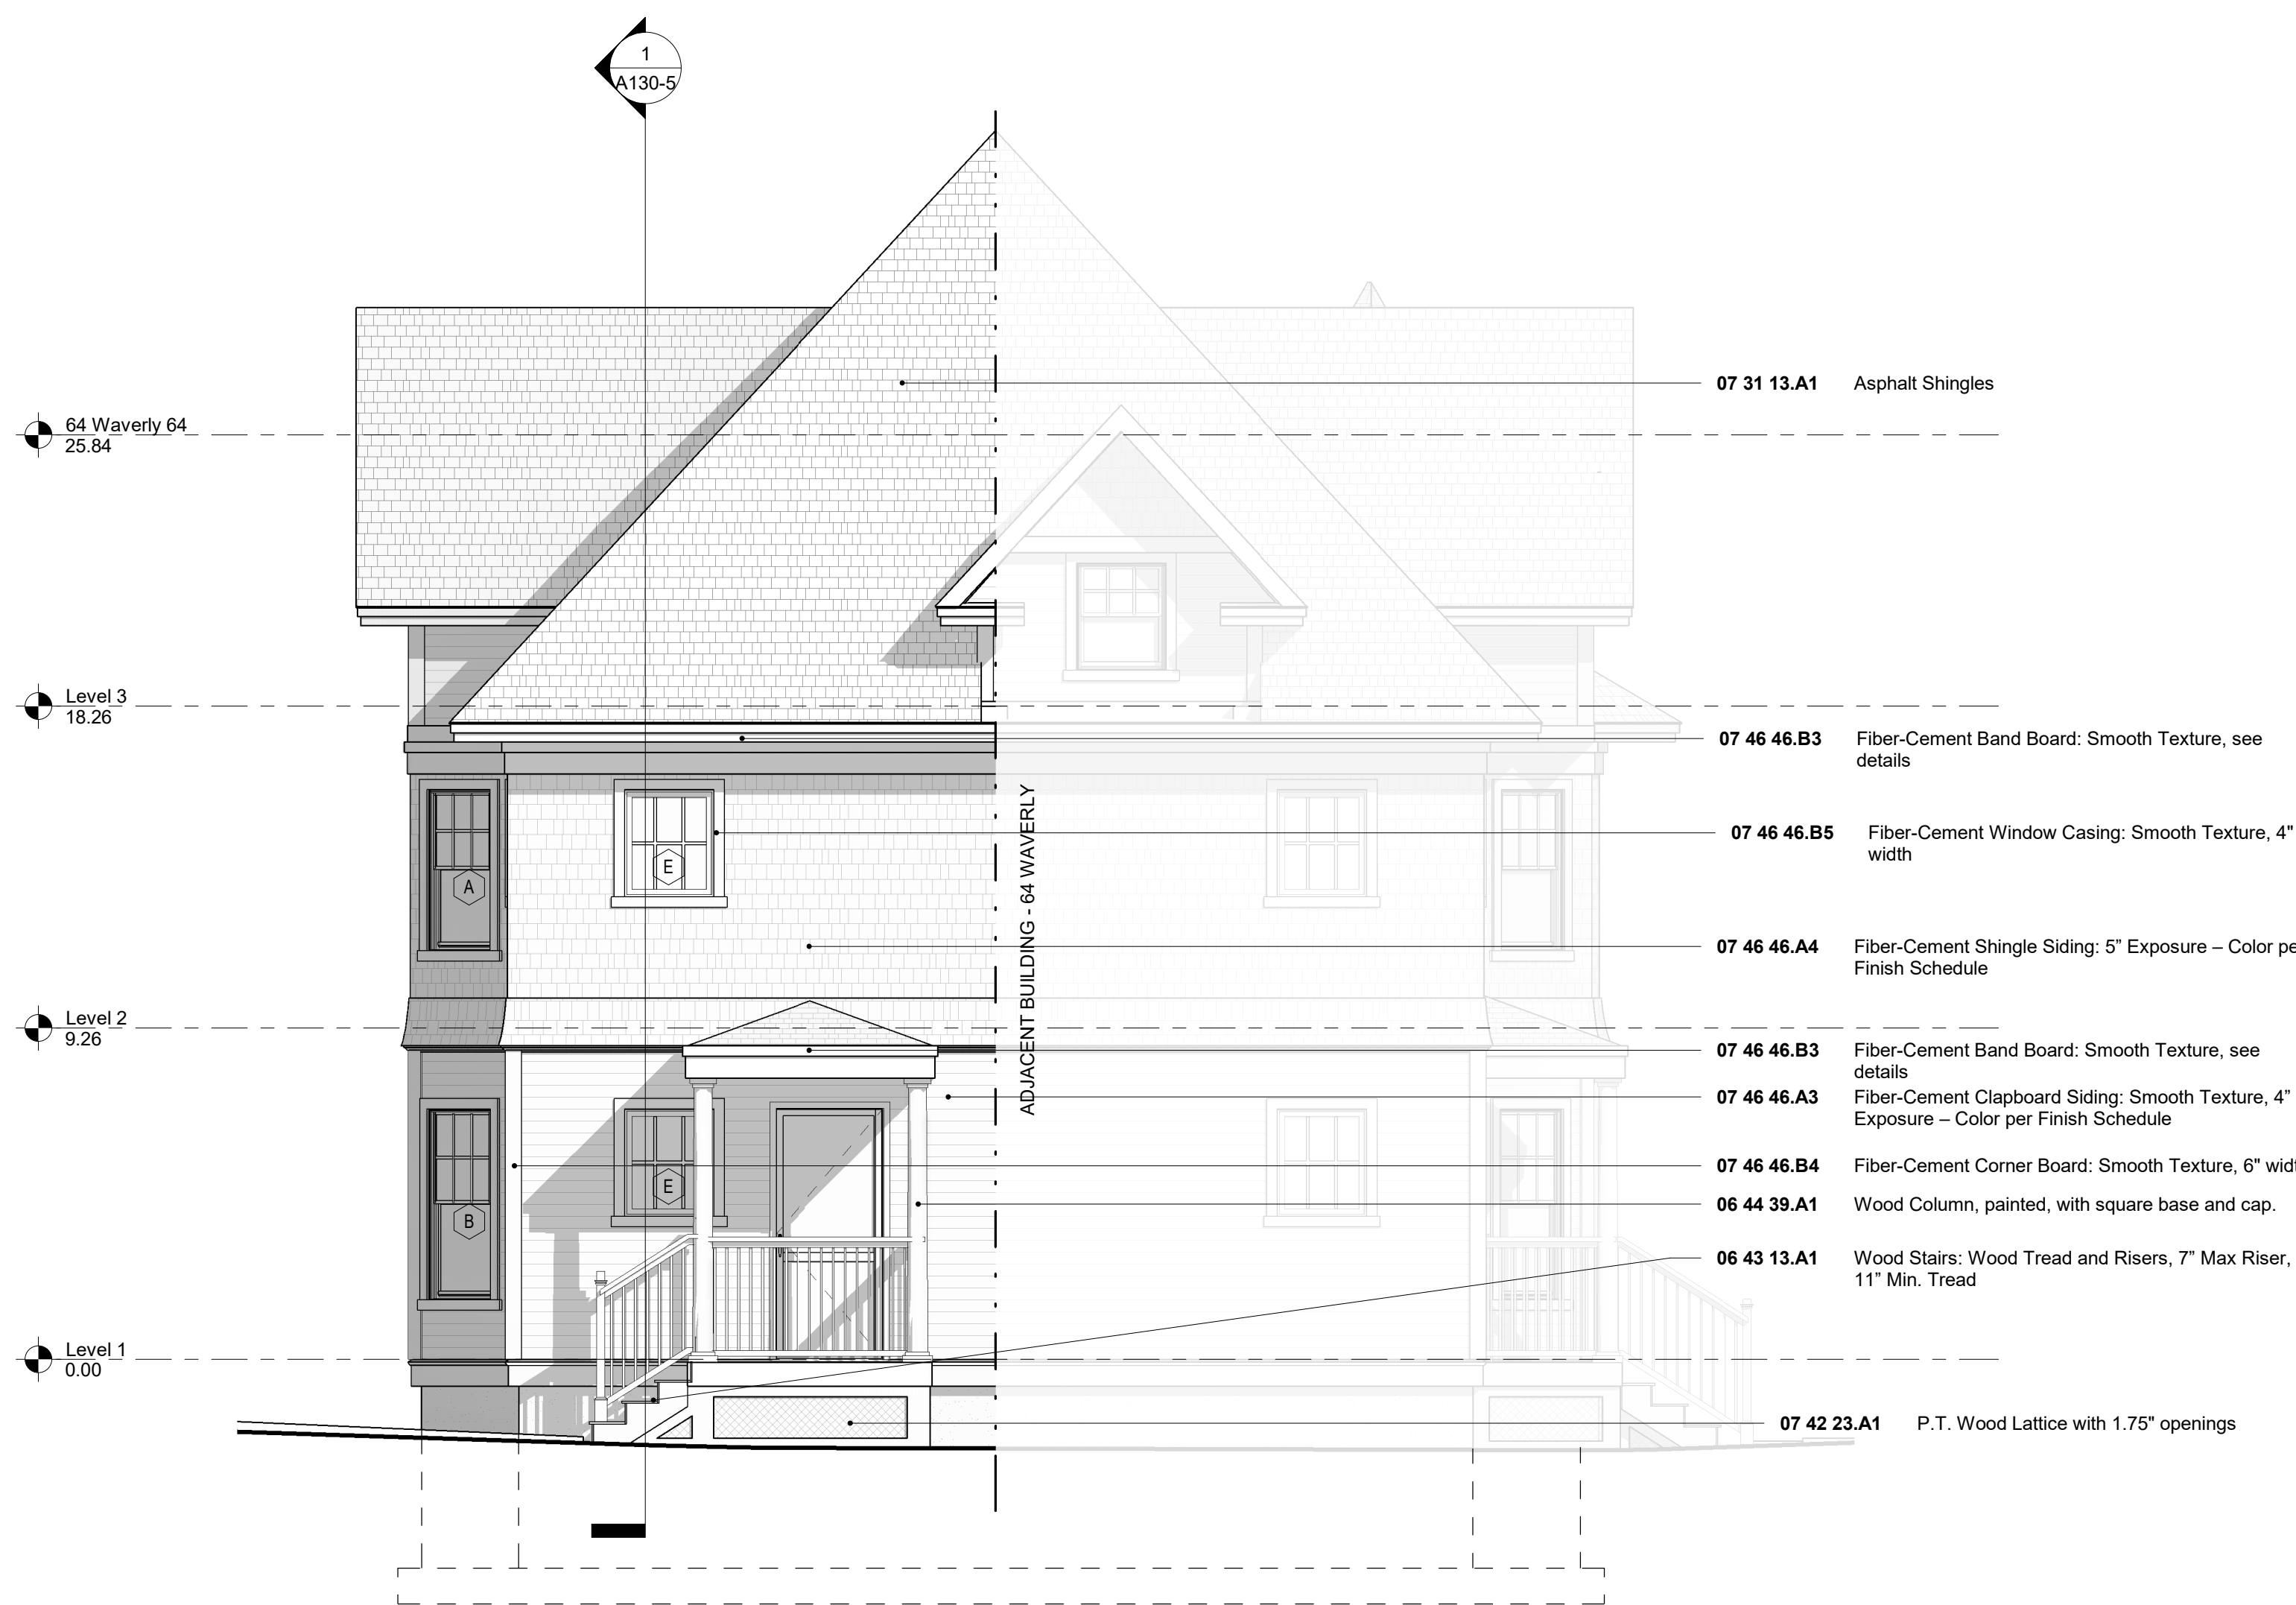 1
A130-5
07 31 13.A1 Asphalt Shingles
64 Waverly 64
25.84
Level 3
18.26
07 46 46.B3 Fiber-Cement Band Board: Smooth Texture, see
details
07 46 46.B5 Fiber-Cement Window Casing: Smooth Texture, 4"
width
E
A
ADJACENT BUILDING - 64 WAVERLY
07 46 46.A4 Fiber-Cement Shingle Siding: 5” Exposure – Color pe
Finish Schedule
Level 2
9.26
07 46 46.B3 Fiber-Cement Band Board: Smooth Texture, see
details
07 46 46.A3 Fiber-Cement Clapboard Siding: Smooth Texture, 4”
Exposure – Color per Finish Schedule
07 46 46.B4 Fiber-Cement Corner Board: Smooth Texture, 6" widt
E
06 44 39.A1 Wood Column, painted, with square base and cap.
B
06 43 13.A1 Wood Stairs: Wood Tread and Risers, 7” Max Riser,
11” Min. Tread
Level 1
0.00
07 42 23.A1 P.T. Wood Lattice with 1.75" openings